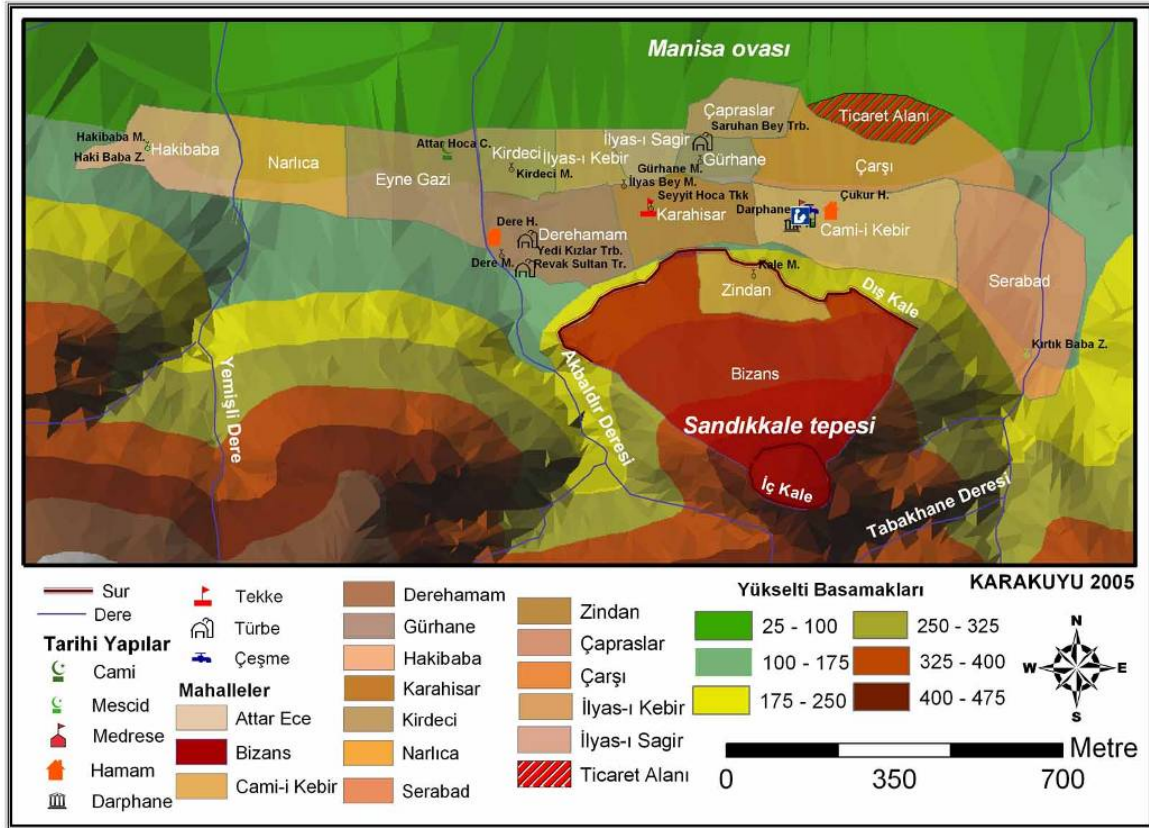 Manisa ovası
Çapraslar
Ticaret Alanı
Saruhan Bey Trb.
Hakibaba M.
Hakibaba
Haki Baba Z.
Narlıca
Attar Hoca C.
Eyne Gazi
Kirdeci
Kirdeci M.
İlyas-ı Kebir
İlyas-ı Sagir
Gürhane
Gürhane M.
Çarşı
İlyas Bey M.
Seyyit Hoca Tkk
Karahisar
Darphane
Çukur H.
Cami-i Kebir
Dere H.
Derehamam
Yedi Kızlar Trb.
Dere M.
Revak Sultan Tr.
Kale M.
Zindan
Dış Kale
Serabad
Kırtık Baba Z.
Bizans
Yemişli Dere
Akbaldır Deresi
Sandıkkale tepesi
İç Kale
Tabakhane Deresi
Sur
Dere
Tarihi Yapılar
Cami
Mescid
Medrese
Hamam
Darphane
Tekke
Türbe
Çeşme
Mahalleler
Attar Ece
Bizans
Cami-i Kebir
Derehamam
Gürhane
Hakibaba
Karahisar
Kirdeci
Narlıca
Serabad
Zindan
Çapraslar
Çarşı
İlyas-ı Kebir
İlyas-ı Sagir
Ticaret Alanı
Yükselti Basamakları
25 - 100
100 - 175
175 - 250
250 - 325
325 - 400
400 - 475
KARAKUYU 2005
N
W E
S
Metre
0 350 700